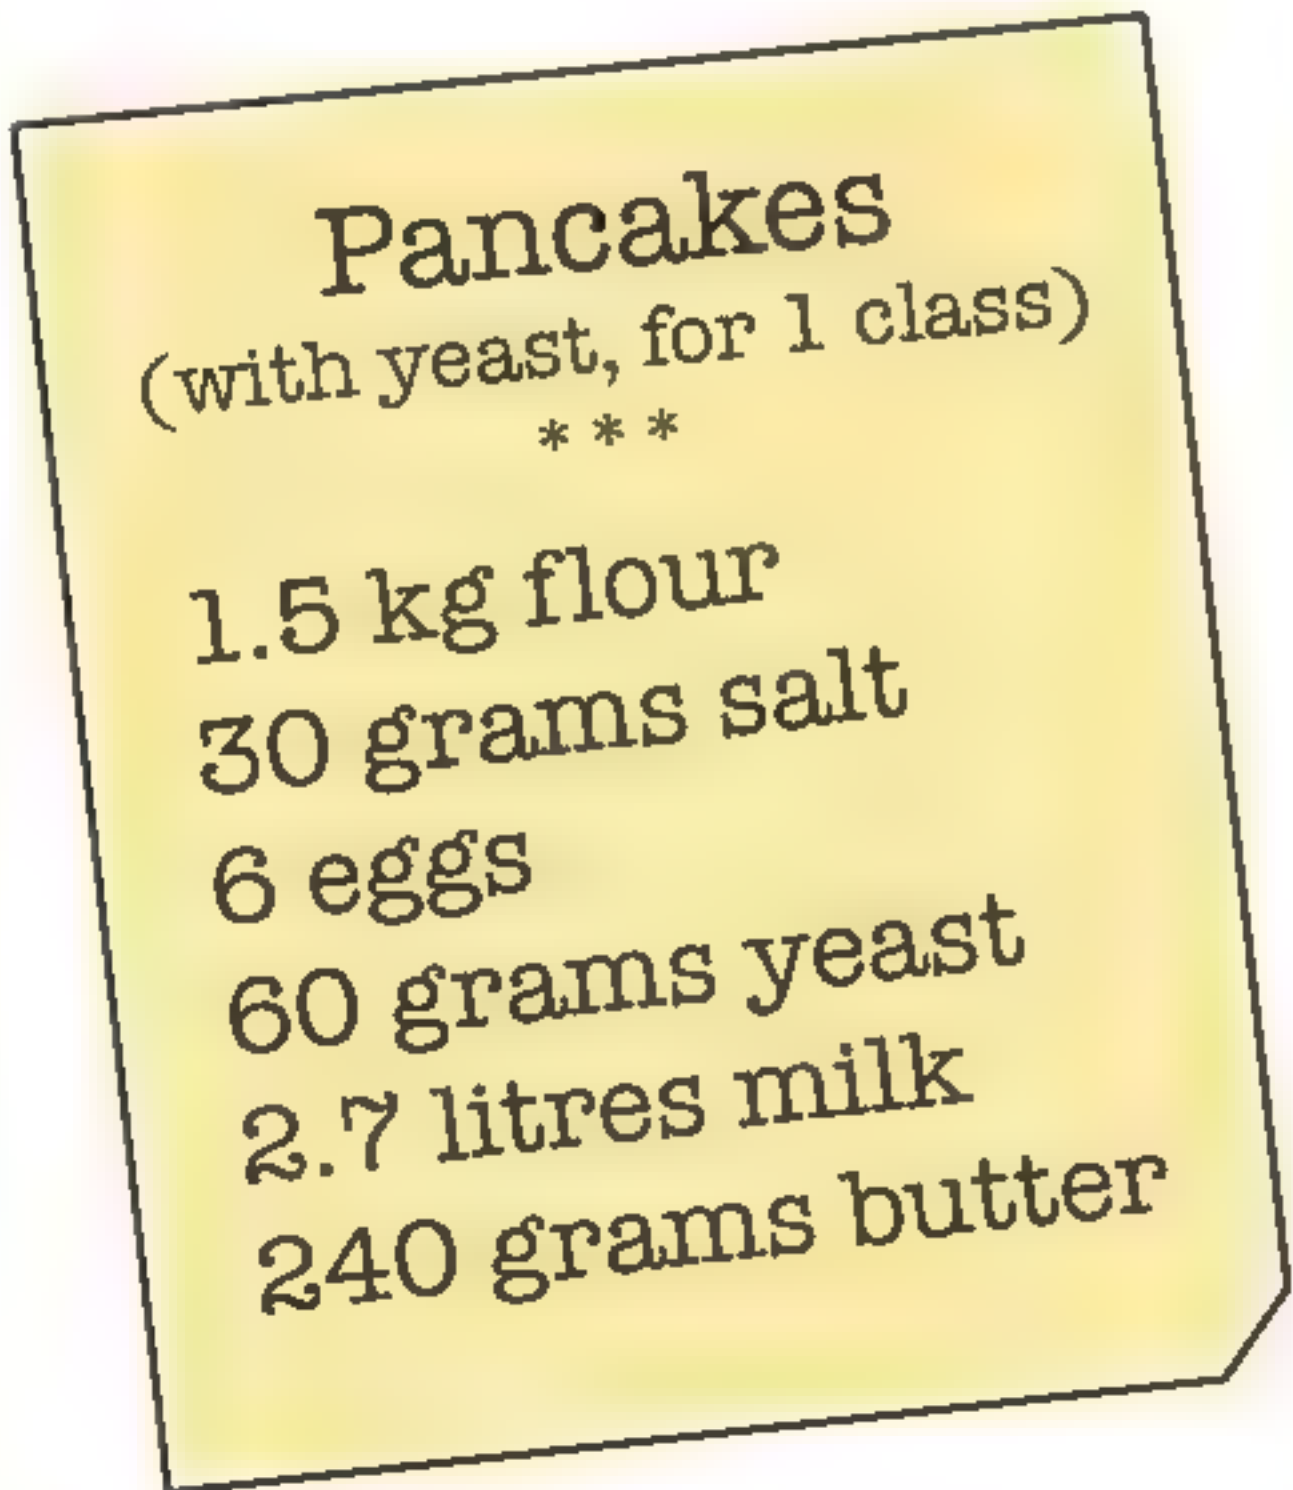 Pancakes
(with yeast, for 1 class)
* * *
1.5 kg flour
30 grams salt
6 eggs
60 grams yeast
2.7 litres milk
240 grams butter